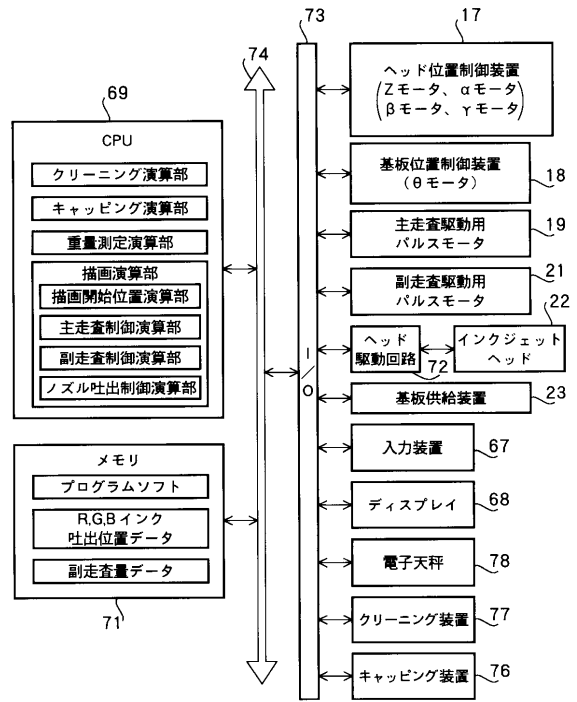 73
17
74
69
ヘッド位置制御装置
(Zモータ、αモータ
βモータ、γモータ)
CPU
クリーニング演算部
キャッピング演算部
重量測定演算部
描画演算部
描画開始位置演算部
主走査制御演算部
副走査制御演算部
ノズル吐出制御演算部
基板位置制御装置
(θモータ)
18
主走査駆動用
パルスモータ
19
副走査駆動用
パルスモータ
21
22
I/O
ヘッド
駆動回路
72
インクジェット
ヘッド
基板供給装置
23
メモリ
プログラムソフト
R,G,Bインク
吐出位置データ
副走査量データ
71
入力装置
67
ディスプレイ
68
電子天秤
78
クリーニング装置
77
キャッピング装置
76